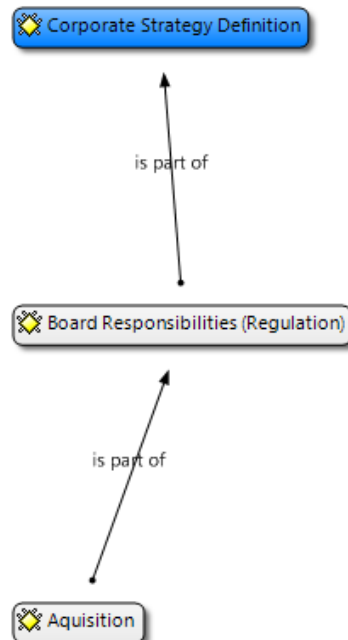 Corporate Strategy Definition
is part of
Board Responsibilities (Regulation)
is part of
Aquisition